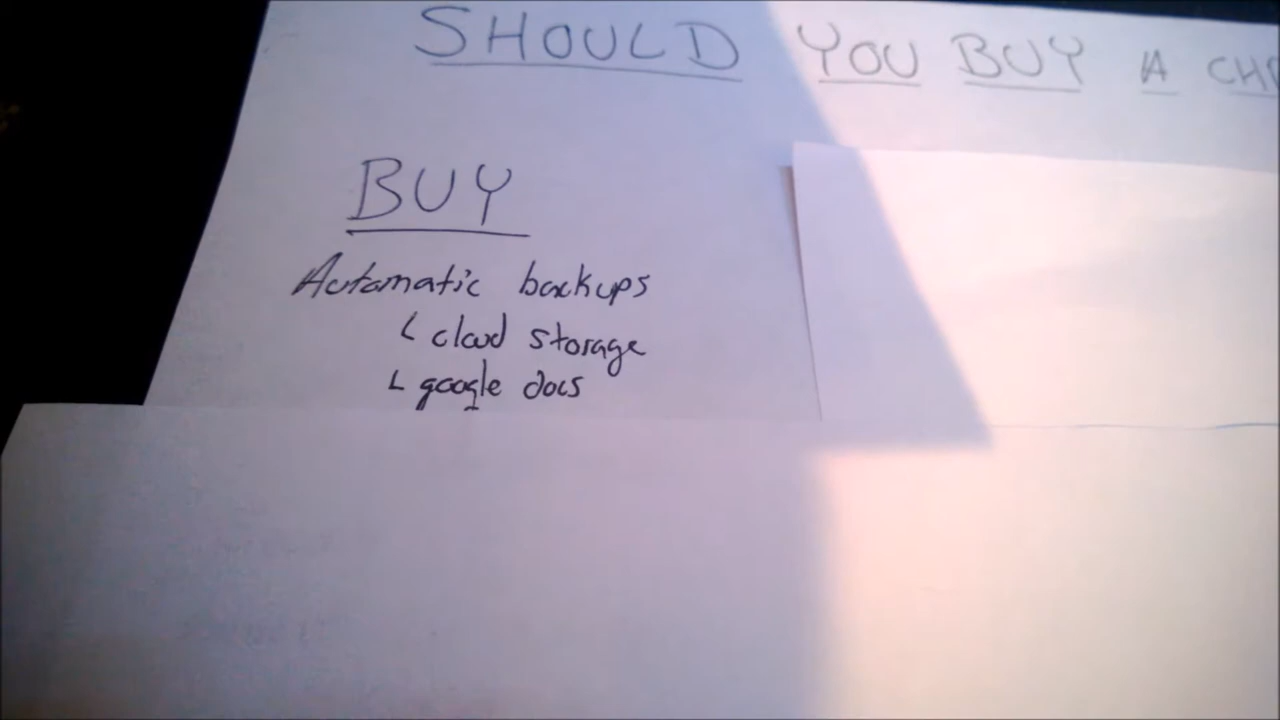 SHOULD YOU BUY A
BUY
Automatic backups
cloud storage
google docs